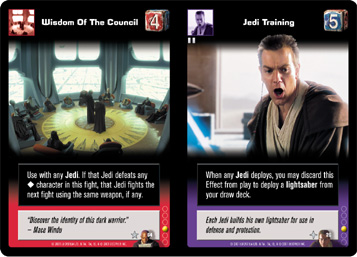 Wisdom Of The Council
4
Use with any Jedi. If that Jedi defeats any
◆ character in this fight, that Jedi fights the
next fight using the same weapon, if any.
"Discover the identity of this dark warrior."
– Mace Windu
Jedi Training
5
When any Jedi deploys, you may discard this
Effect from play to deploy a lightsaber from
your draw deck.
Each Jedi builds his own lightsaber for use in
defense and protection.